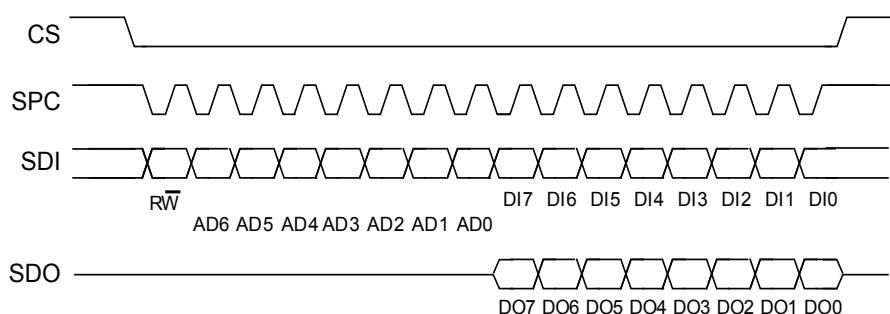 CS
SPC
SDI
RW̅
DI7 DI6 DI5 DI4 DI3 DI2 DI1 DI0
AD6 AD5 AD4 AD3 AD2 AD1 AD0
SDO
DO7 DO6 DO5 DO4 DO3 DO2 DO1 DO0